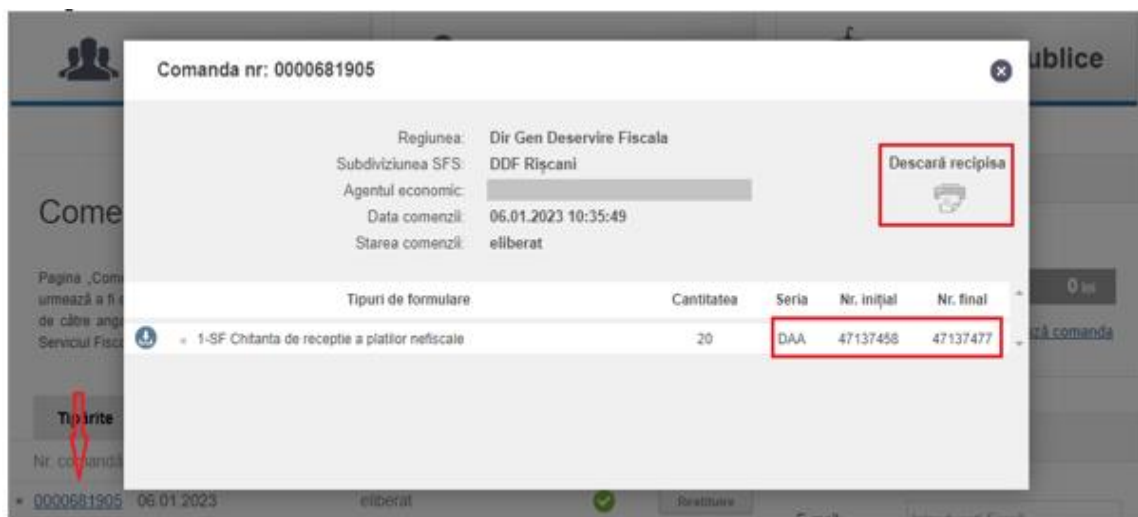 ublice
Comanda nr: 0000681905
Regiunea: Dir Gen Deservire Fiscala
Subdiviziunea SFS: DDF Rișcani
Descară recipisa
Agentul economic:
Data comenzii: 06.01.2023 10:35:49
Starea comenzii: eliberat
Come
Pagina „Com
urmează a fi
de către anga
Serviciul Fisc
0 lei
ză comanda
Tipuri de formulare Cantitatea Seria Nr. inițial Nr. final
1-SF Chitanta de receptie a platilor nefiscale 20 DAA 47137458 47137477
Tipărite
Nr. comandă
0000681905 06.01.2023 eliberat Restituire